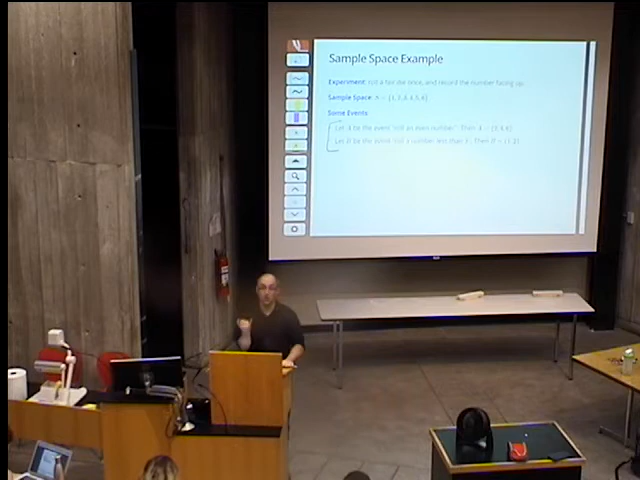 Sample Space Example
Experiment: roll a fair die once, and record the number facing up.
Sample Space: S = {1, 2, 3, 4, 5, 6}
Some Events:
Let A be the event "roll an even number". Then A = {2, 4, 6}
Let B be the event "roll a number less than 3". Then B = {1, 2}